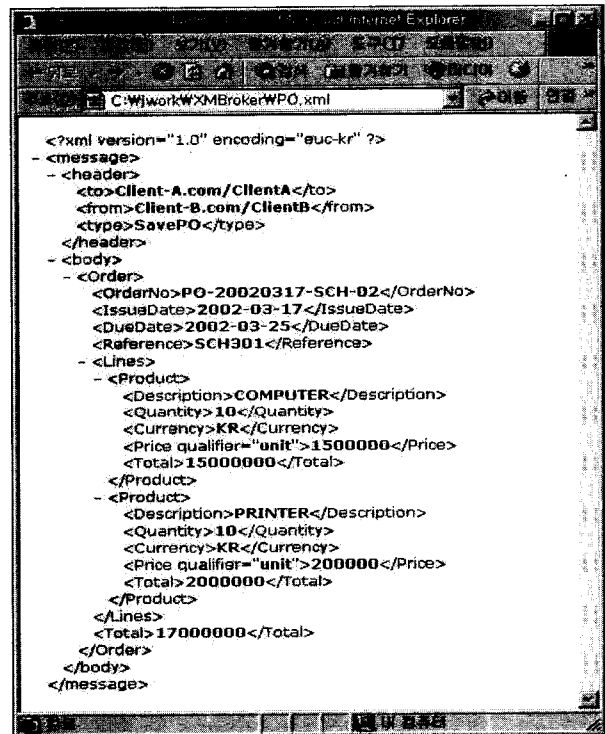 Microsoft Internet Explorer
C:₩jwork₩XMBroker₩PO.xml
<?xml version="1.0" encoding="euc-kr" ?>
- <message>
- <header>
<to>Client-A.com/ClientA</to>
<from>Client-B.com/ClientB</from>
<type>SavePO</type>
</header>
- <body>
- <Order>
<OrderNo>PO-20020317-SCH-02</OrderNo>
<IssueDate>2002-03-17</IssueDate>
<DueDate>2002-03-25</DueDate>
<Reference>SCH301</Reference>
- <Lines>
- <Product>
<Description>COMPUTER</Description>
<Quantity>10</Quantity>
<Currency>KR</Currency>
<Price qualifier="unit">1500000</Price>
<Total>15000000</Total>
</Product>
- <Product>
<Description>PRINTER</Description>
<Quantity>10</Quantity>
<Currency>KR</Currency>
<Price qualifier="unit">200000</Price>
<Total>2000000</Total>
</Product>
</Lines>
<Total>17000000</Total>
</Order>
</body>
</message>